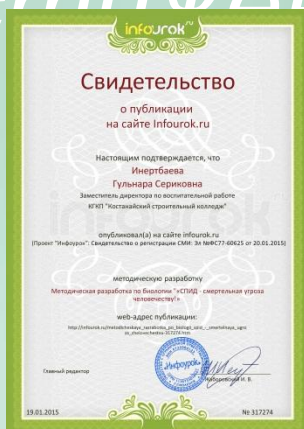 infourok™
Свидетельство
о публикации
на сайте Infourok.ru
Настоящим подтверждается, что
Инертбаева
Гульнара Сериковна
Заместитель директора по воспитательной работе
КГКП "Костанайский строительный колледж"
опубликовал(а) на сайте infourok.ru
(Проект "Инфоурок": Свидетельство о регистрации СМИ: Эл №ФС77-60625 от 20.01.2015)
методическую разработку
Методическая разработка по биологии "«СПИД - смертельная угроза
человечеству!»
web-адрес публикации:
Главный редактор
Инфоурок
Жаборовский И. В.
19.01.2015
№ 317274